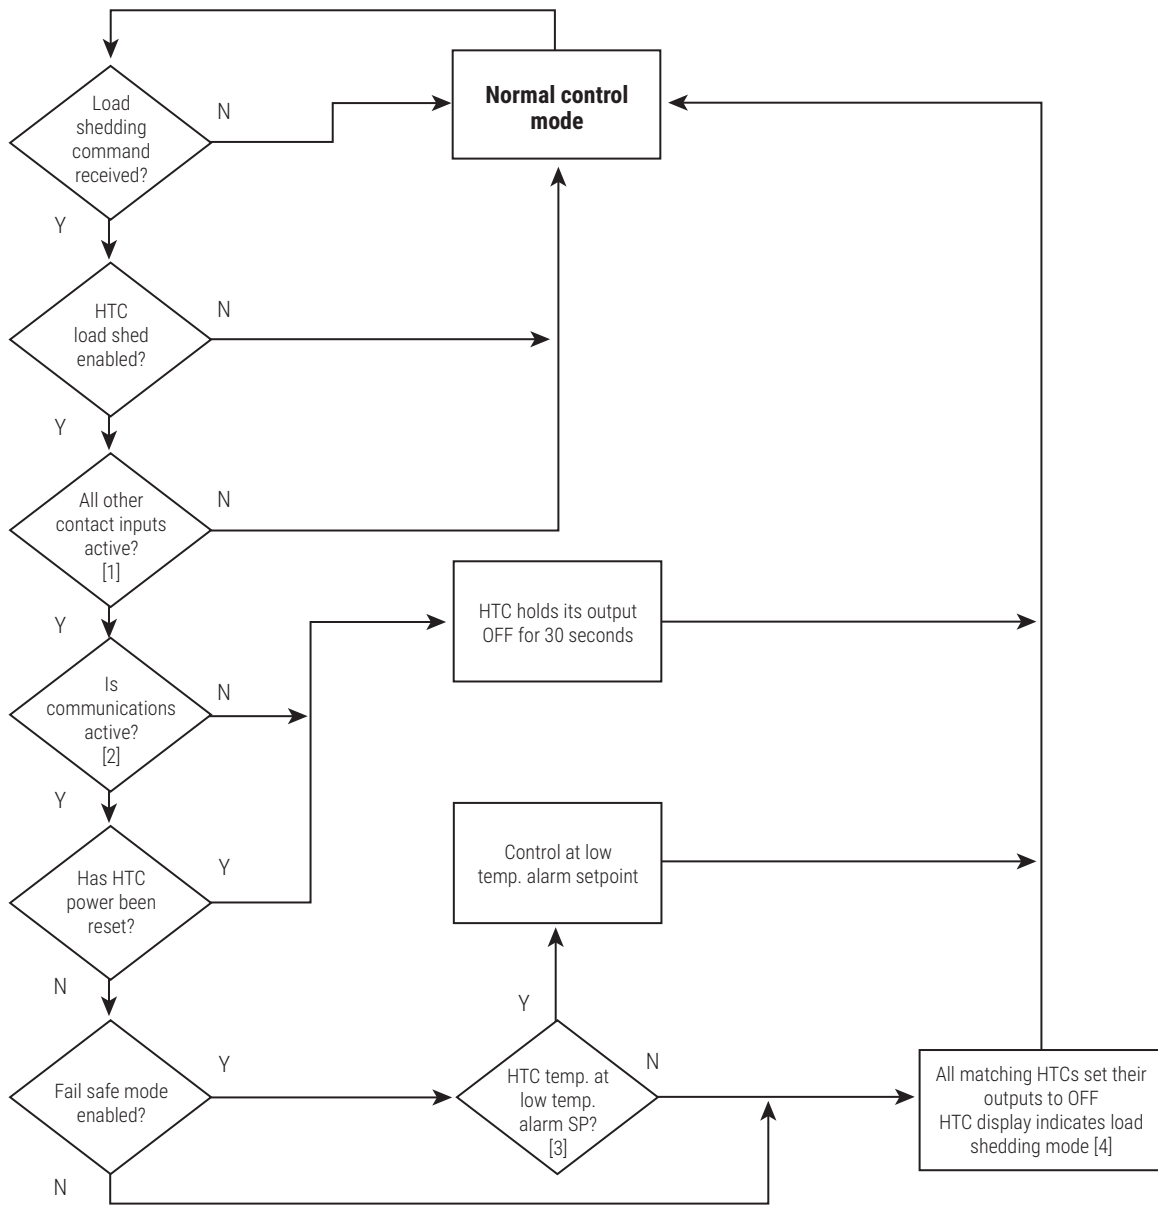 Normal control
mode
Load
shedding
command
received?
N
Y
HTC
load shed
enabled?
N
Y
All other
contact inputs
active?
[1]
N
Y
HTC holds its output
OFF for 30 seconds
Is
communications
active?
[2]
N
Y
Has HTC
power been
reset?
Y
N
Control at low
temp. alarm setpoint
Fail safe mode
enabled?
Y
N
HTC temp. at
low temp.
alarm SP?
[3]
Y
N
All matching HTCs set their
outputs to OFF
HTC display indicates load
shedding mode [4]